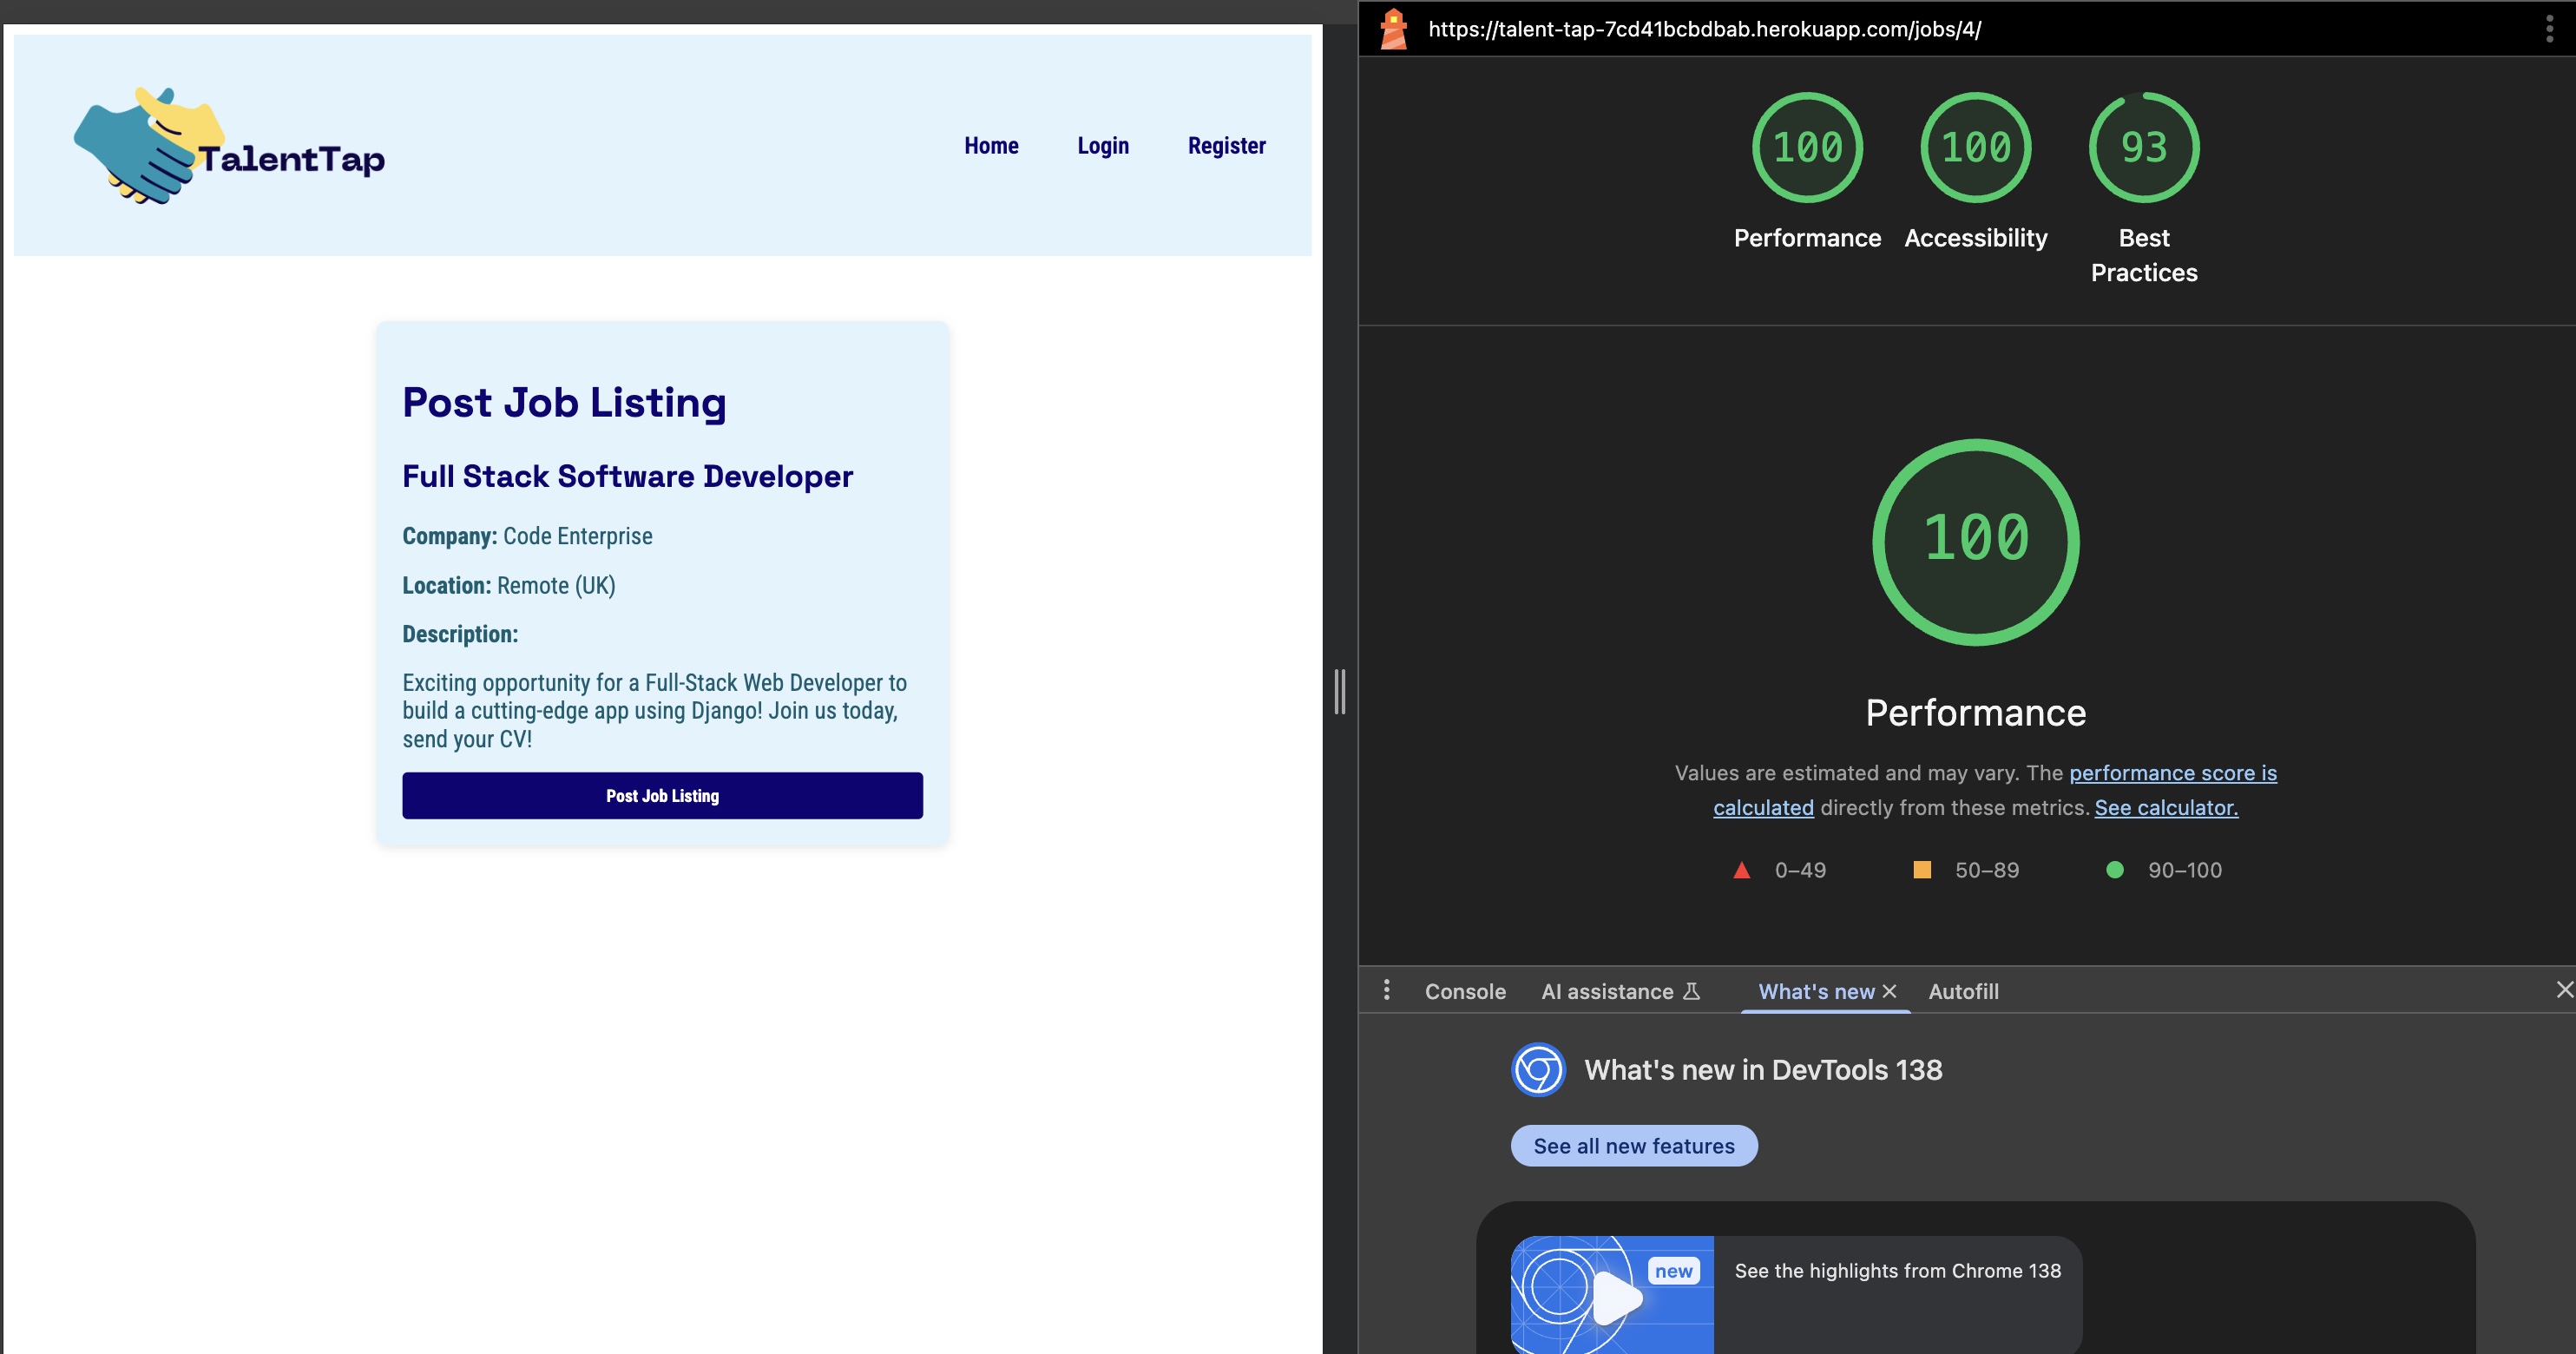 TalentTap
Home
Login
Register
Post Job Listing
Full Stack Software Developer
Company: Code Enterprise
Location: Remote (UK)
Description:
Exciting opportunity for a Full-Stack Web Developer to
build a cutting-edge app using Django! Join us today,
send your CV!
Post Job Listing
https://talent-tap-7cd41bcbdbab.herokuapp.com/jobs/4/
100
100
93
Performance
Accessibility
Best
Practices
100
Performance
Values are estimated and may vary. The performance score is
calculated directly from these metrics. See calculator.
0–49
50–89
90–100
Console
AI assistance
What's new
Autofill
What's new in DevTools 138
See all new features
new
See the highlights from Chrome 138